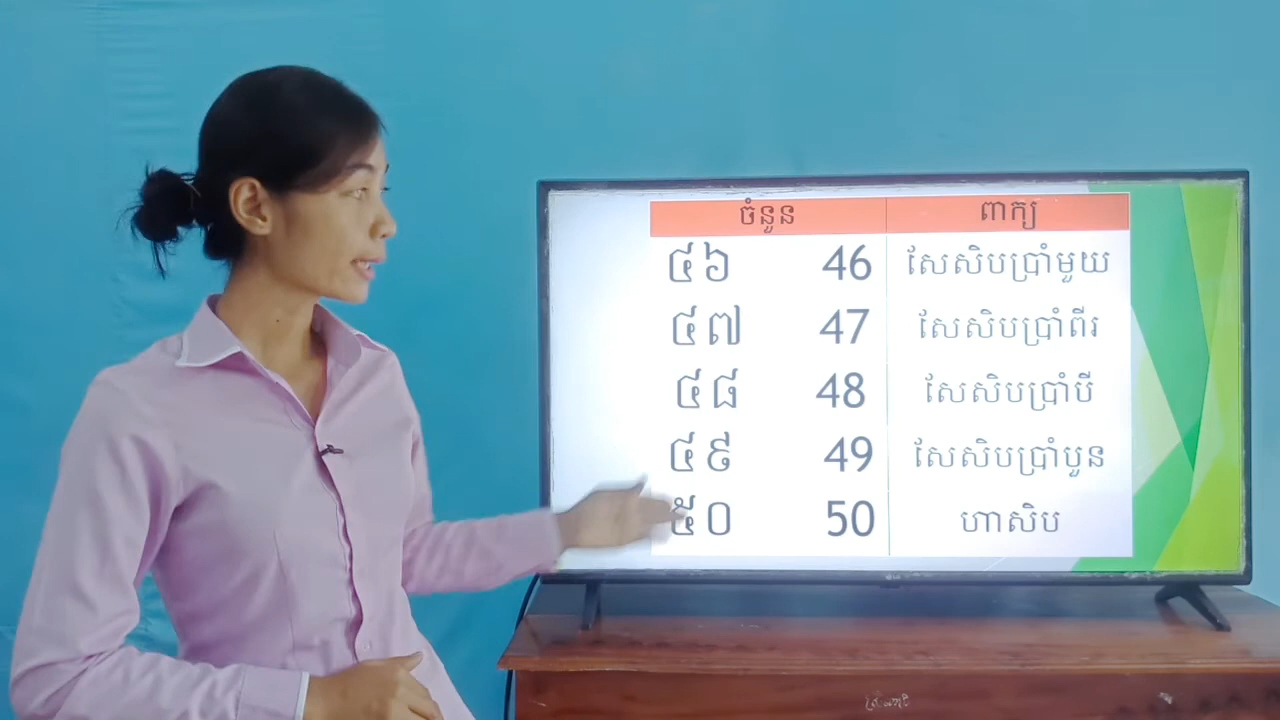 ចំនួន ពាក្យ
៤៦ 46 សែសិបប្រាំមួយ
៤៧ 47 សែសិបប្រាំពីរ
៤៨ 48 សែសិបប្រាំបី
៤៩ 49 សែសិបប្រាំបួន
៥០ 50 ហាសិប
LG